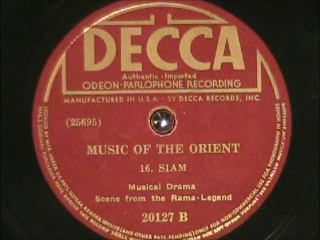 DECCA
Authentic - Imported
ODEON-PARLOPHONE RECORDING
MANUFACTURED IN U.S.A. - BY DECCA RECORDS, INC.
(25695)
MUSIC OF THE ORIENT
16. SIAM
Musical Drama
Scene from the Rama-Legend
20127 B